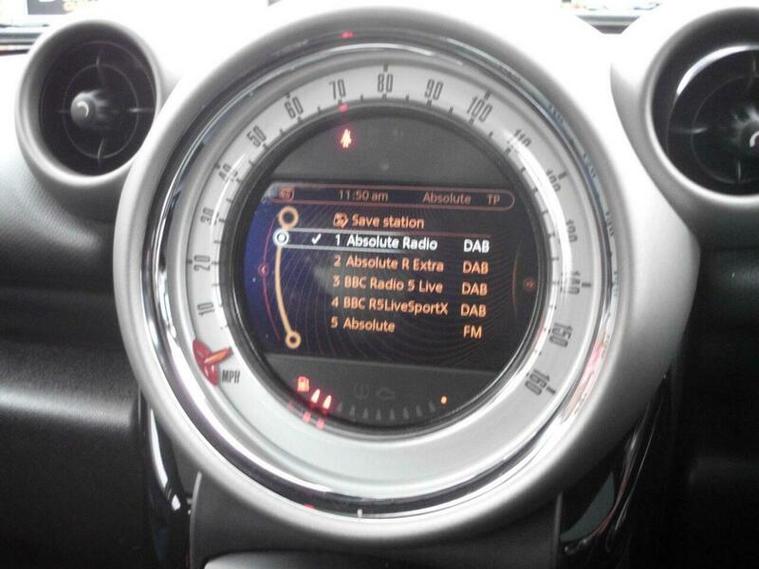 10
20
30
40
50
60
70
80
90
100
110
120
130
140
150
160
MPH
11:50 am Absolute TP
Save station
✓ 1 Absolute Radio DAB
2 Absolute R Extra DAB
3 BBC Radio 5 Live DAB
4 BBC R5LiveSportX DAB
5 Absolute FM